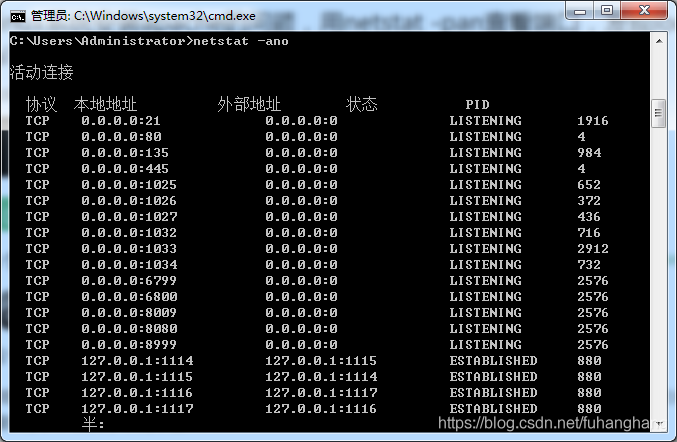 管理员: C:\Windows\system32\cmd.exe
C:\Users\Administrator>netstat -ano
活动连接
协议 本地地址 外部地址 状态 PID
TCP 0.0.0.0:21 0.0.0.0:0 LISTENING 1916
TCP 0.0.0.0:80 0.0.0.0:0 LISTENING 4
TCP 0.0.0.0:135 0.0.0.0:0 LISTENING 984
TCP 0.0.0.0:445 0.0.0.0:0 LISTENING 4
TCP 0.0.0.0:1025 0.0.0.0:0 LISTENING 652
TCP 0.0.0.0:1026 0.0.0.0:0 LISTENING 372
TCP 0.0.0.0:1027 0.0.0.0:0 LISTENING 436
TCP 0.0.0.0:1032 0.0.0.0:0 LISTENING 716
TCP 0.0.0.0:1033 0.0.0.0:0 LISTENING 2912
TCP 0.0.0.0:1034 0.0.0.0:0 LISTENING 732
TCP 0.0.0.0:6799 0.0.0.0:0 LISTENING 2576
TCP 0.0.0.0:6800 0.0.0.0:0 LISTENING 2576
TCP 0.0.0.0:8009 0.0.0.0:0 LISTENING 2576
TCP 0.0.0.0:8080 0.0.0.0:0 LISTENING 2576
TCP 0.0.0.0:8999 0.0.0.0:0 LISTENING 2576
TCP 127.0.0.1:1114 127.0.0.1:1115 ESTABLISHED 880
TCP 127.0.0.1:1115 127.0.0.1:1114 ESTABLISHED 880
TCP 127.0.0.1:1116 127.0.0.1:1117 ESTABLISHED 880
TCP 127.0.0.1:1117 127.0.0.1:1116 ESTABLISHED 880
半:
https://blog.csdn.net/fuhanghang